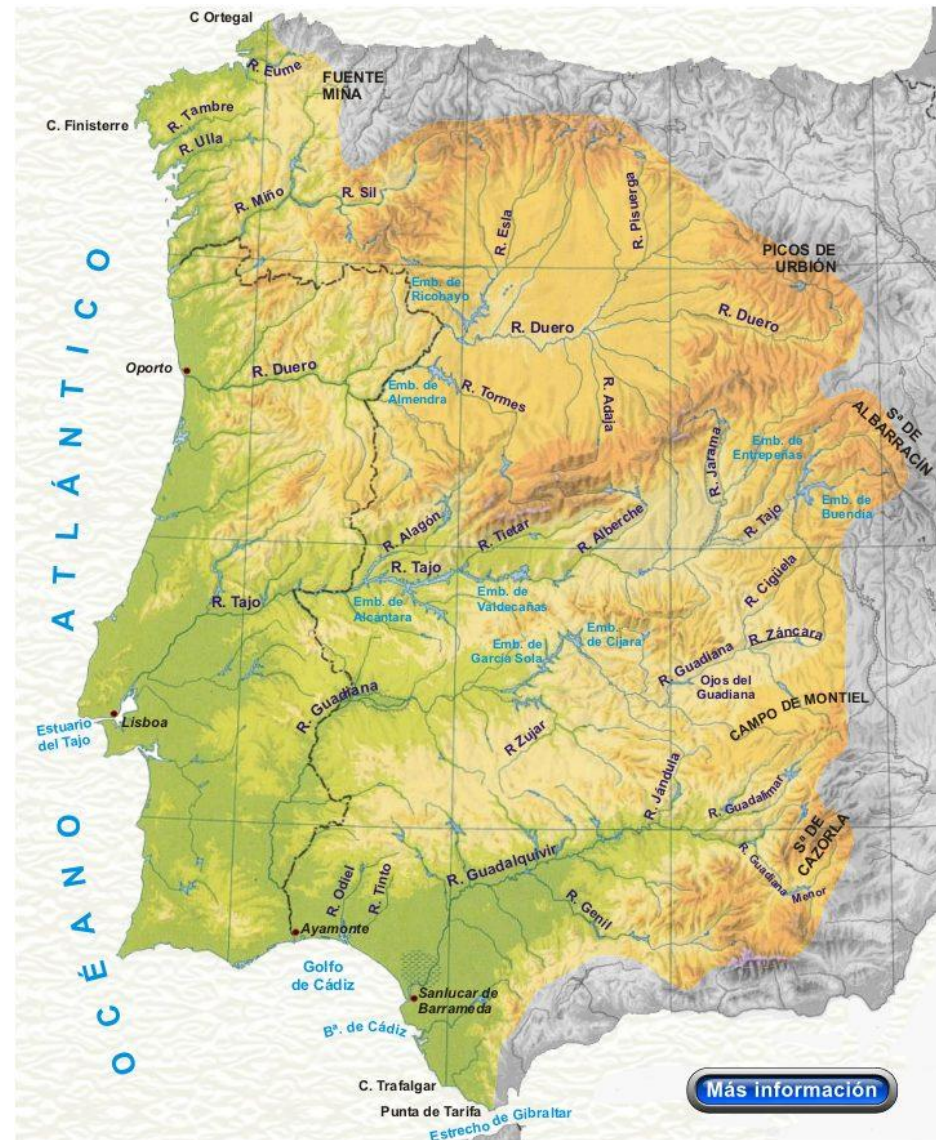 C Ortegal
R. Eume
FUENTE
MIÑA
R. Tambre
C. Finisterre
R. Ulla
R. Miño
R. Sil
R. Esla
R. Pisuerga
PICOS DE
URBIÓN
Emb. de
Ricobayo
R. Duero
R. Duero
Oporto
R. Duero
Emb. de
Almendra
R. Tormes
R. Adaja
Sª DE
ALBARRACÍN
R. Jarama
Emb. de
Entrepeñas
Emb. de
Buendía
R. Alagón
R. Tietar
R. Alberche
R. Tajo
R. Tajo
R. Tajo
Emb. de
Alcántara
Emb. de
Valdecañas
R. Cigüela
Emb. de
García Sola
Emb.
de Cíjara
R. Záncara
R. Guadiana
Ojos del
Guadiana
R. Guadiána
CAMPO DE MONTIEL
Lisboa
Estuario
del Tajo
R Zujar
R. Jándula
R. Guadalimar
Sª DE
CAZORLA
R. Guadiana
Menor
R. Guadalquivir
R. Odiel
R. Tinto
R. Genil
Ayamonte
Golfo
de Cádiz
Sanlucar de
Barrameda
Bª. de Cádiz
C. Trafalgar
Punta de Tarifa
Estrecho de Gibraltar
OCÉANO ATLÁNTICO
Más información